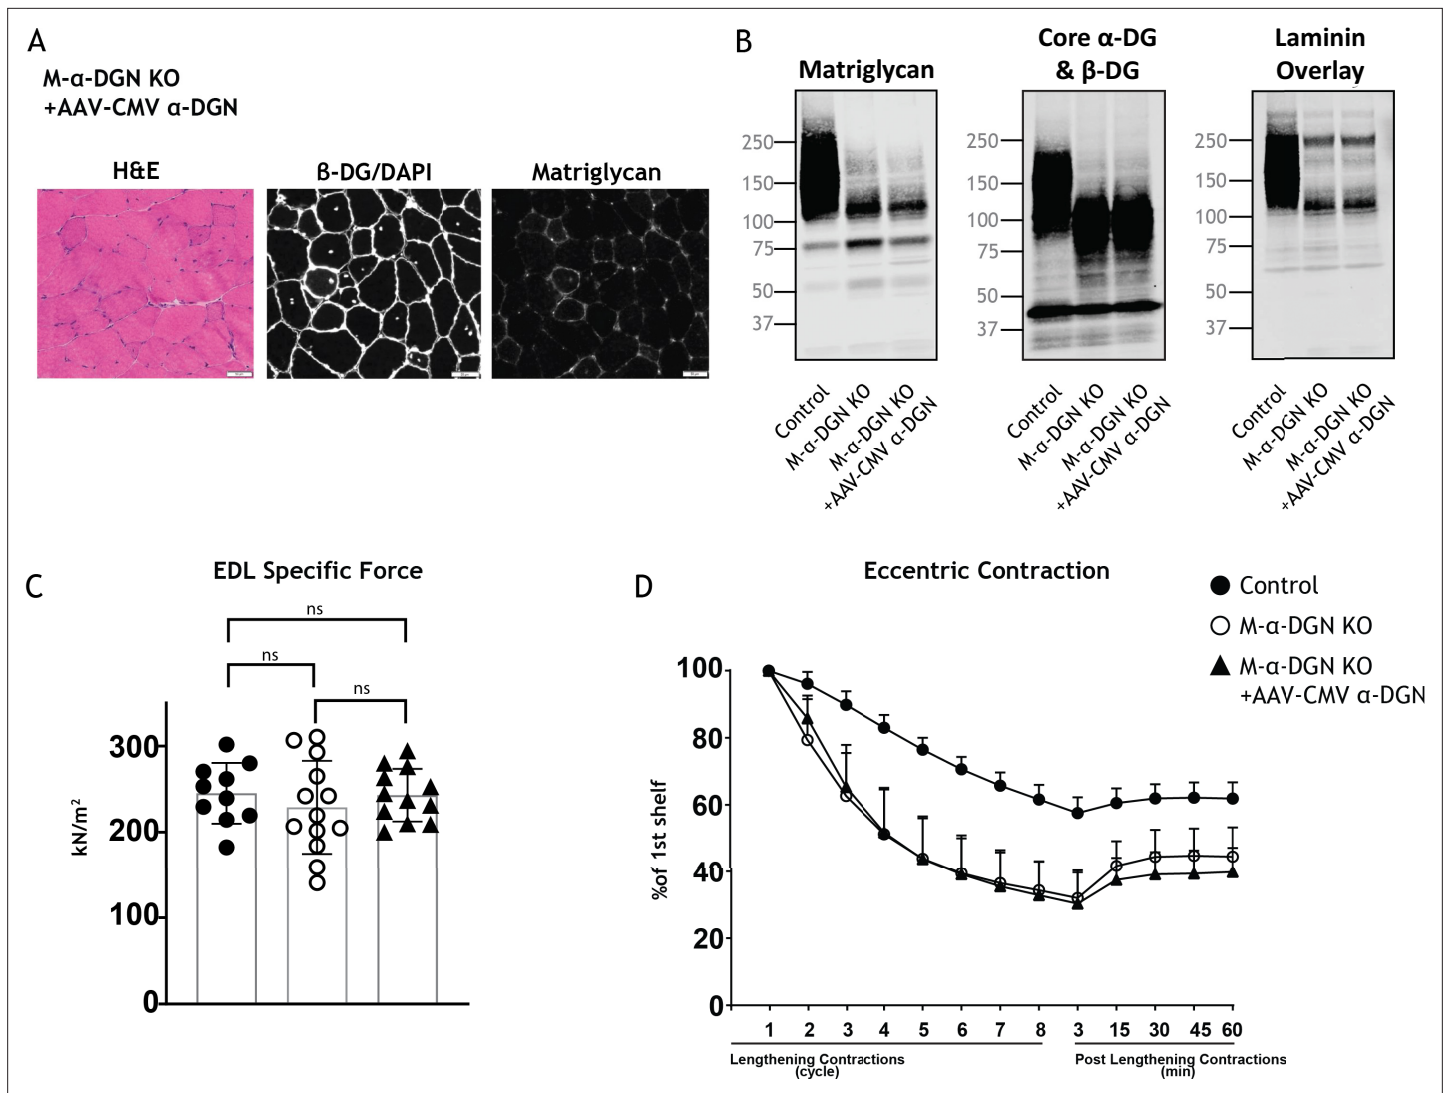 A
M-α-DGN KO
+AAV-CMV α-DGN
H&E
ß-DG/DAPI
Matriglycan
B
Matriglycan
Core α-DG
& β-DG
Laminin
Overlay
250
150
100
75
50
37
250
150
100
75
50
37
250
150
100
75
50
37
Control
M-α-DGN KO
M-α-DGN KO
+AAV-CMV α-DGN
Control
M-α-DGN KO
M-α-DGN KO
+AAV-CMV α-DGN
Control
M-α-DGN KO
M-α-DGN KO
+AAV-CMV α-DGN
C
EDL Specific Force
ns
ns
ns
kN/m²
300
200
100
0
D
Eccentric Contraction
Control
M-α-DGN KO
M-α-DGN KO
+AAV-CMV α-DGN
%of 1st shelf
100
80
60
40
20
0
1 2 3 4 5 6 7 8 3 15 30 45 60
Lengthening Contractions
(cycle)
Post Lengthening Contractions
(min)